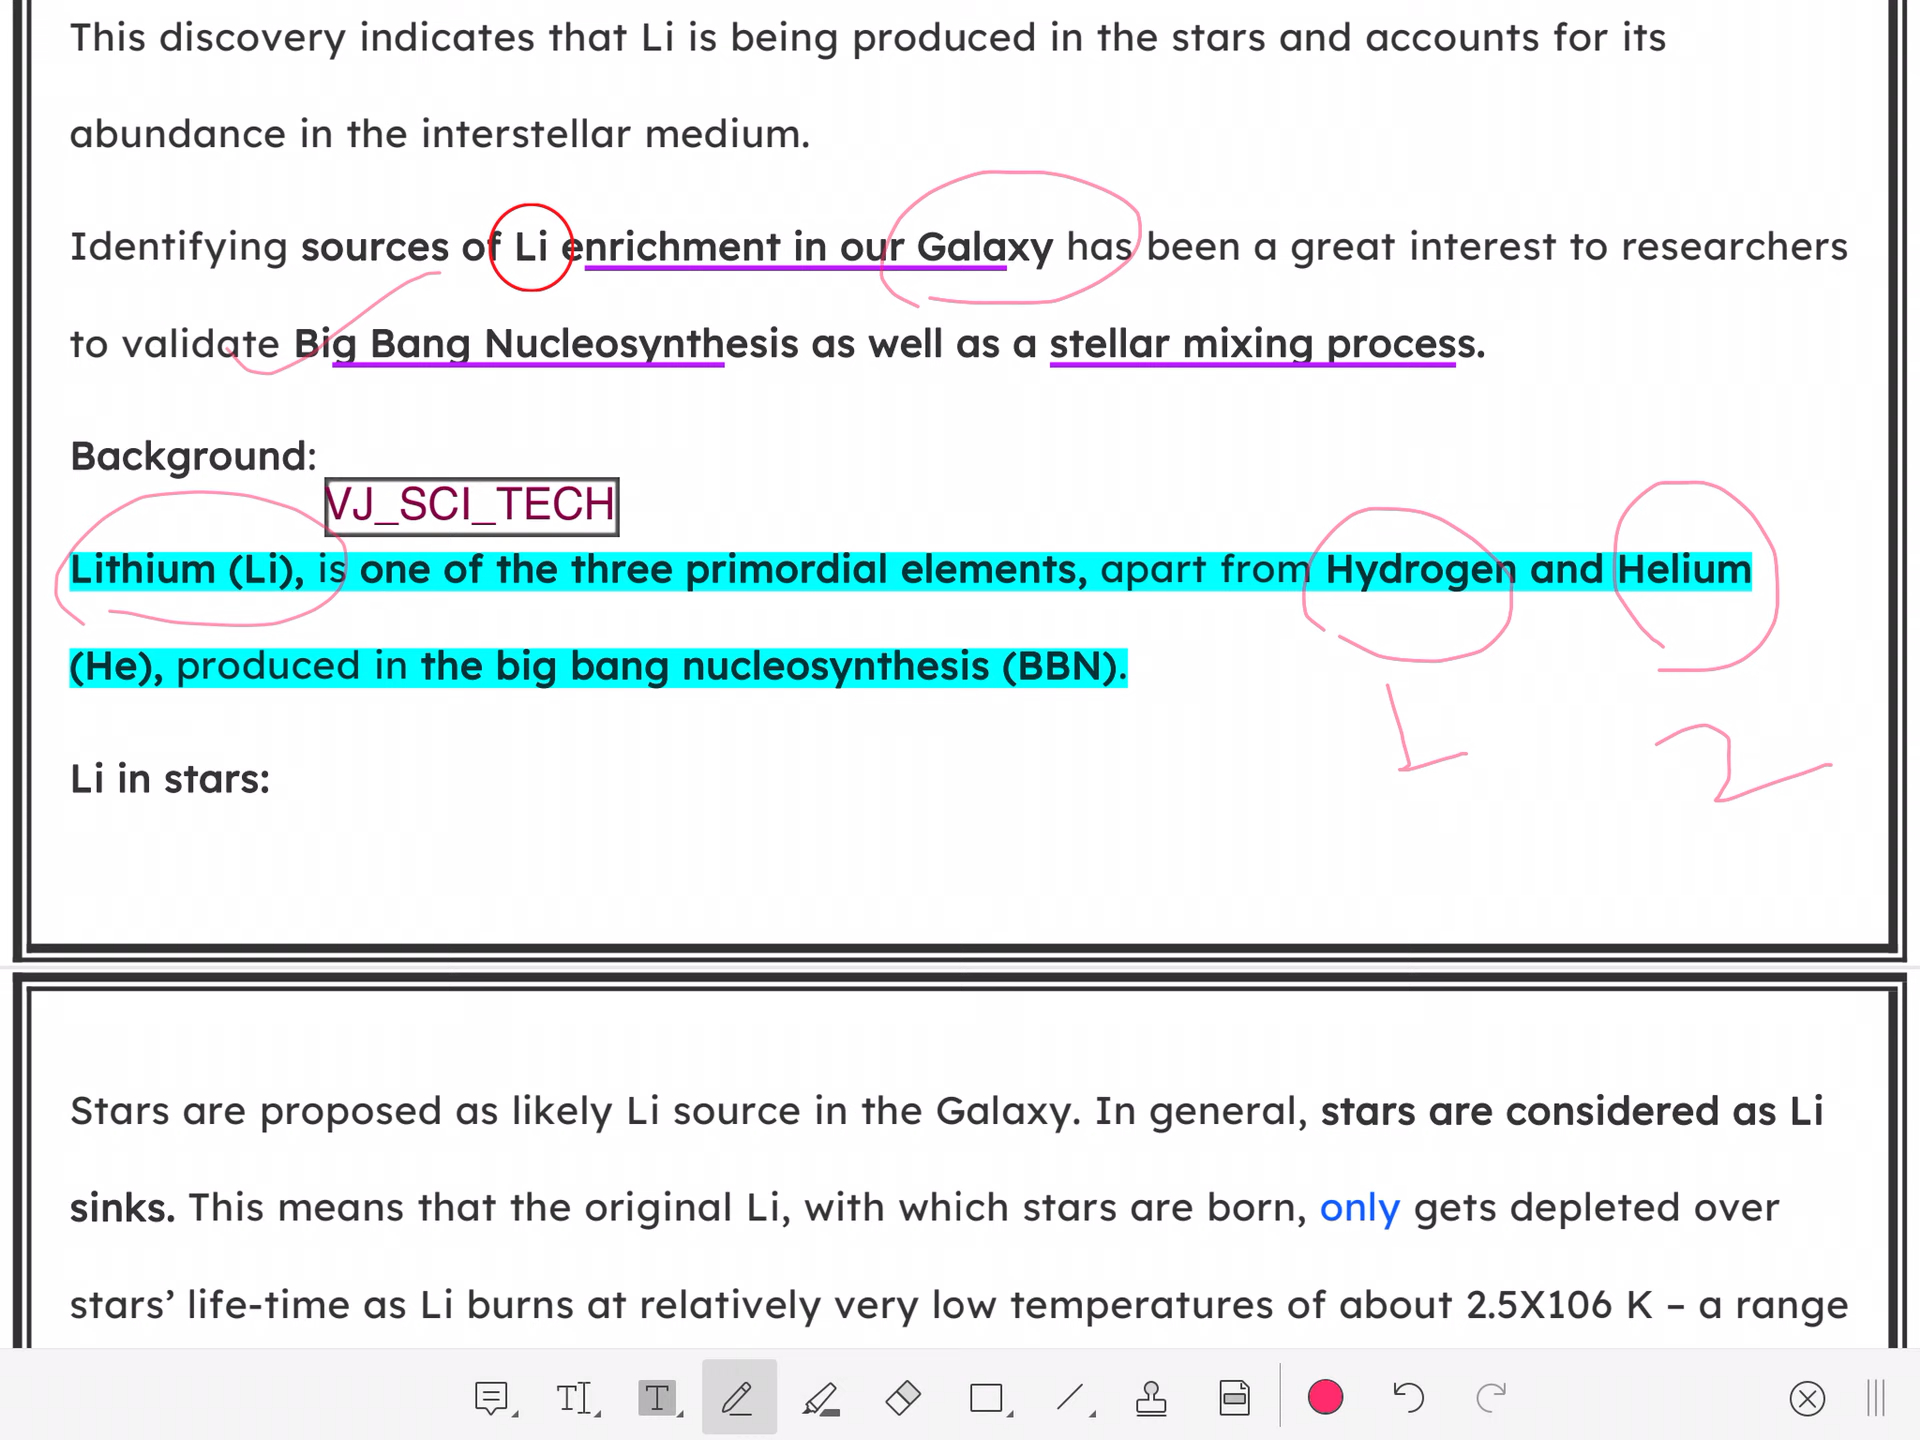 This discovery indicates that Li is being produced in the stars and accounts for its
abundance in the interstellar medium.
Identifying sources of Li enrichment in our Galaxy has been a great interest to researchers
to validate Big Bang Nucleosynthesis as well as a stellar mixing process.
Background:
VJ_SCI_TECH
Lithium (Li), is one of the three primordial elements, apart from Hydrogen and Helium
(He), produced in the big bang nucleosynthesis (BBN).
1 2
Li in stars:
Stars are proposed as likely Li source in the Galaxy. In general, stars are considered as Li
sinks. This means that the original Li, with which stars are born, only gets depleted over
stars’ life-time as Li burns at relatively very low temperatures of about 2.5X106 K – a range